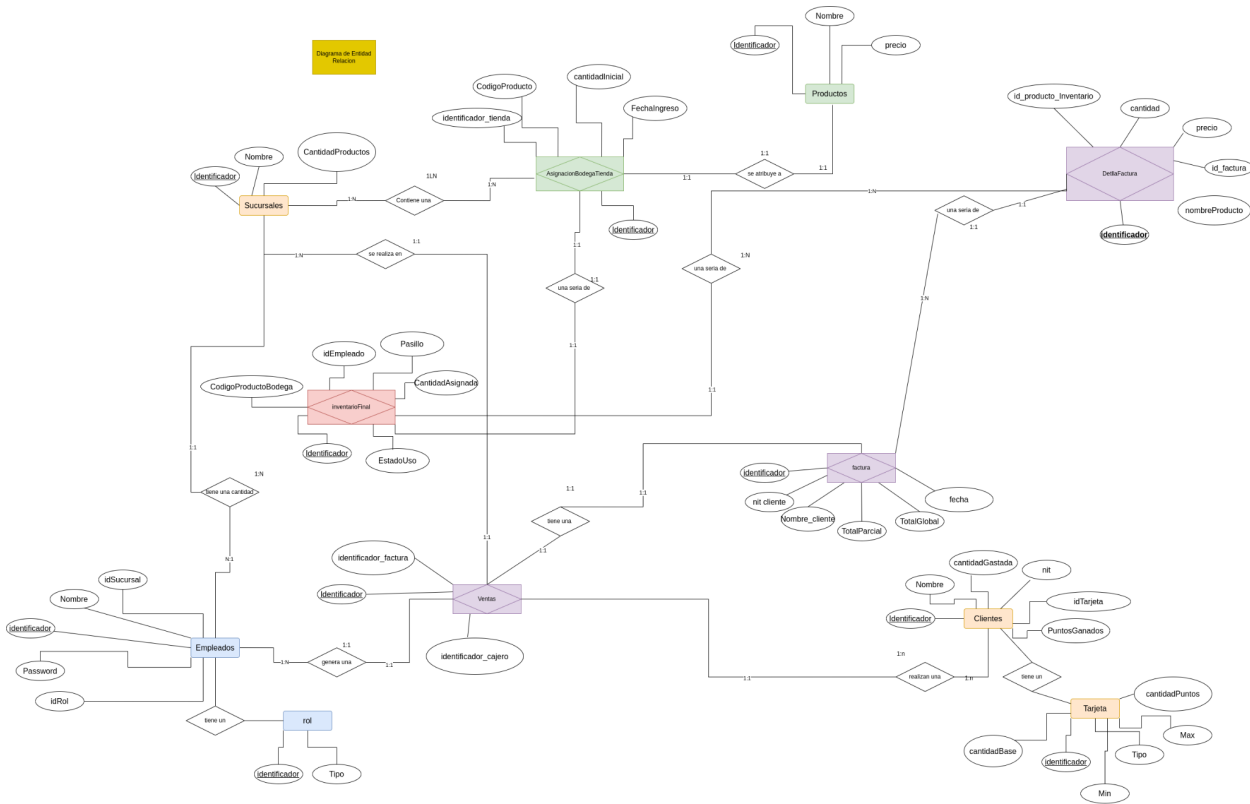 Nombre
Identificador
precio
Diagrama de Entidad
Relacion
Productos
CodigoProducto
cantidadInicial
id_producto_Inventario
cantidad
identificador_tienda
FechaIngreso
precio
CantidadProductos
Nombre
Identificador
1:1
1:1
1:1
se atribuye a
AsignacionBodegaTienda
DelllaFactura
id_factura
1LN
1:N
Contiene una
1:N
Sucursales
1:N
una seria de
1:1
1:1
nombreProducto
Identificador
identificador
1:1
se realiza en
1:N
1:1
1:N
una seria de
1:1
una seria de
1:N
1:1
idEmpleado
Pasillo
CodigoProductoBodega
CantidadAsignada
inventarioFinal
1:1
Identificador
EstadoUso
1:1
1:N
tiene una cantidad
1:1
1:1
tiene una
1:1
factura
identificador
nit cliente
Nombre_cliente
TotalParcial
TotalGlobal
fecha
1:1
N:1
identificador_factura
Identificador
Ventas
identificador_cajero
idSucursal
Nombre
identificador
Empleados
Password
idRol
1:1
1:N
genera una
1:1
tiene un
rol
identificador
Tipo
cantidadGastada
nit
Nombre
Identificador
Clientes
idTarjeta
PuntosGanados
1:n
1:1
realizan una
1:n
tiene un
cantidadPuntos
Tarjeta
Max
cantidadBase
identificador
Tipo
Min